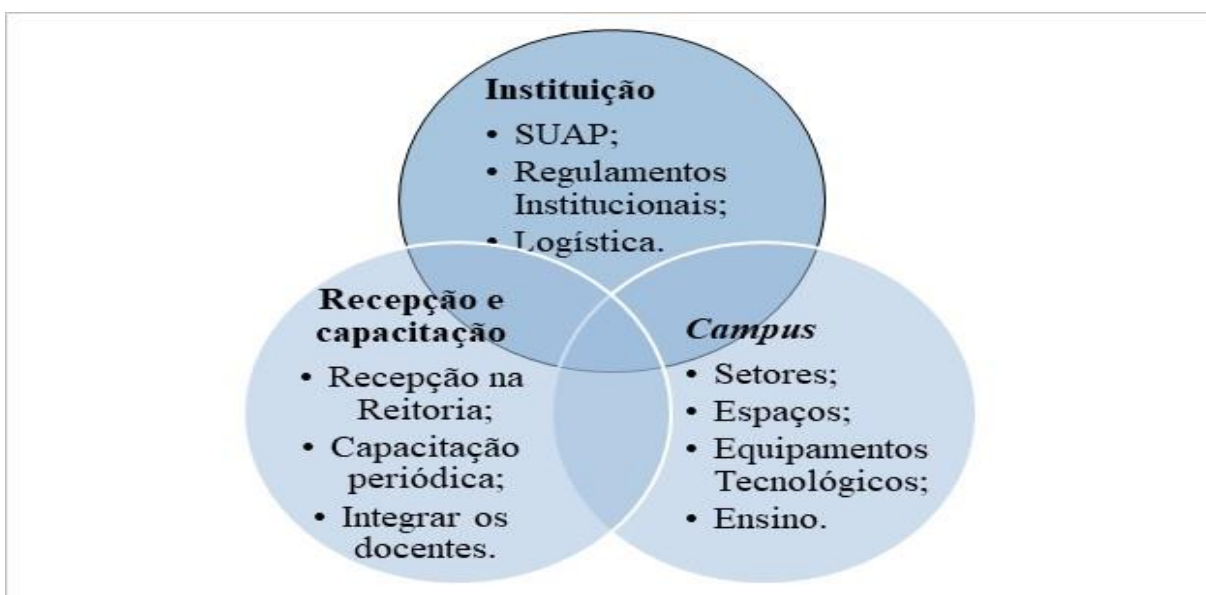 Instituição
• SUAP;
• Regulamentos
Institucionais;
• Logística.
Recepção e
capacitação
• Recepção na
Reitoria;
• Capacitação
periódica;
• Integrar os
docentes.
Campus
• Setores;
• Espaços;
• Equipamentos
Tecnológicos;
• Ensino.